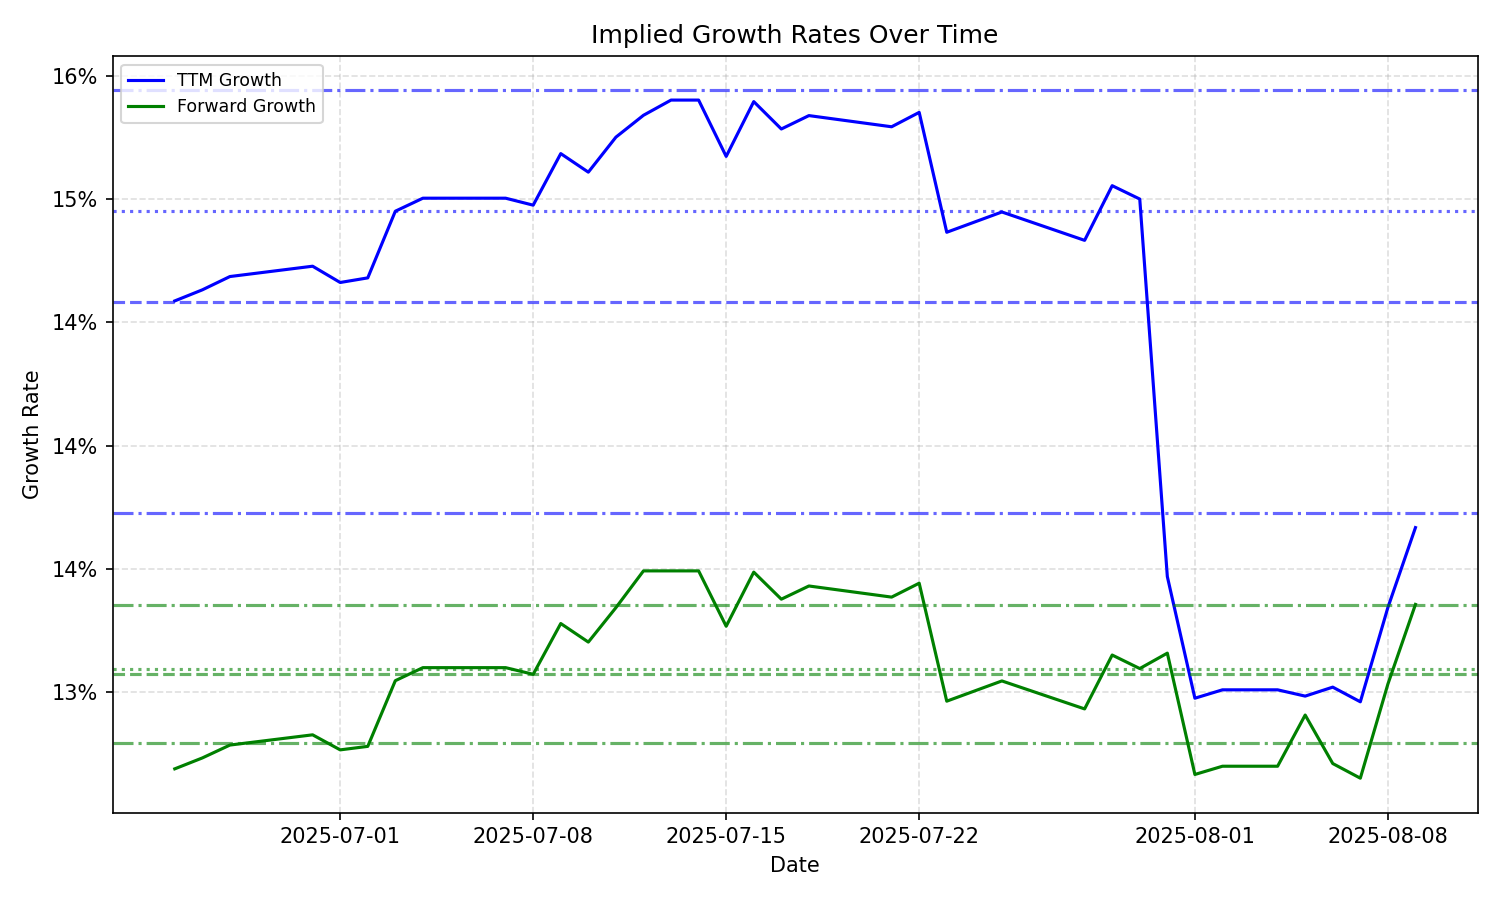 Implied Growth Rates Over Time
TTM Growth
Forward Growth
16%
15%
14%
14%
14%
13%
Growth Rate
2025-07-01
2025-07-08
2025-07-15
2025-07-22
2025-08-01
2025-08-08
Date